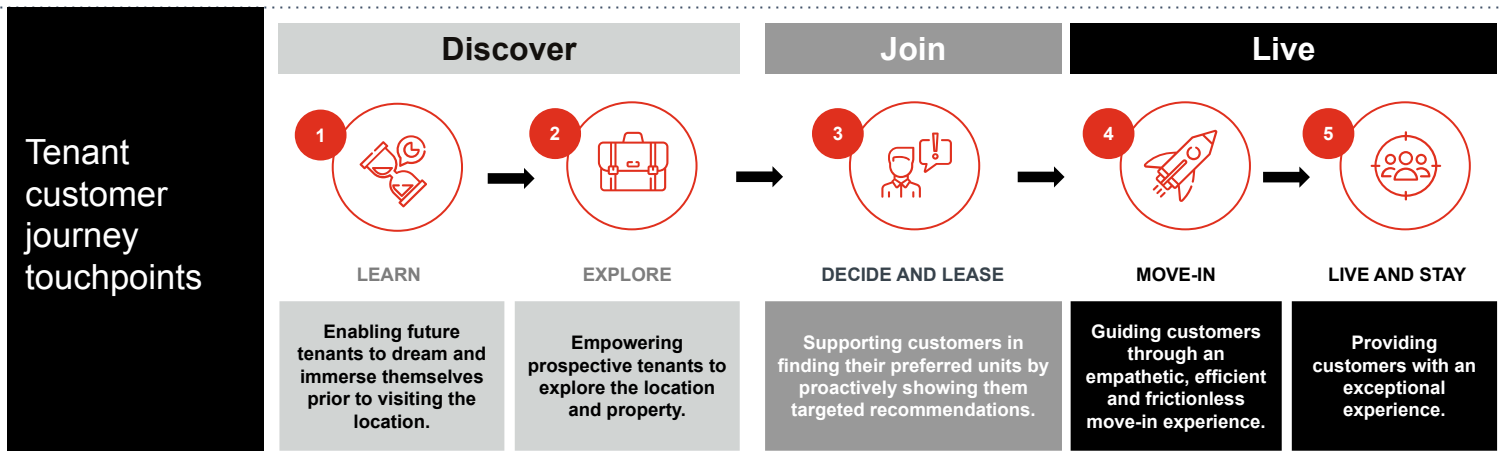 Tenant
customer
journey
touchpoints
Discover
Join
Live
1
2
3
4
5
LEARN
EXPLORE
DECIDE AND LEASE
MOVE-IN
LIVE AND STAY
Enabling future
tenants to dream and
immerse themselves
prior to visiting the
location.
Empowering
prospective tenants to
explore the location
and property.
Supporting customers in
finding their preferred units by
proactively showing them
targeted recommendations.
Guiding customers
through an
empathetic, efficient
and frictionless
move-in experience.
Providing
customers with an
exceptional
experience.